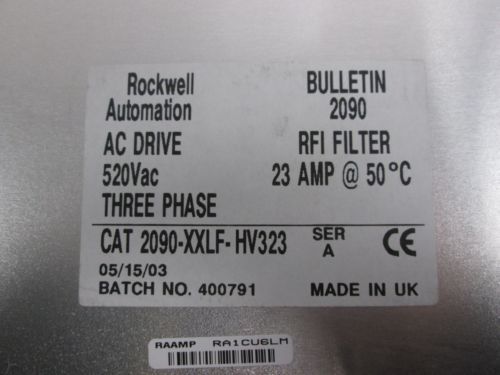 Rockwell Automation BULLETIN 2090
AC DRIVE RFI FILTER
520Vac 23 AMP @ 50°C
THREE PHASE
CAT 2090-XXLF-HV323 SER A CE
05/15/03
BATCH NO. 400791 MADE IN UK
RAAMP RA1CU6LM